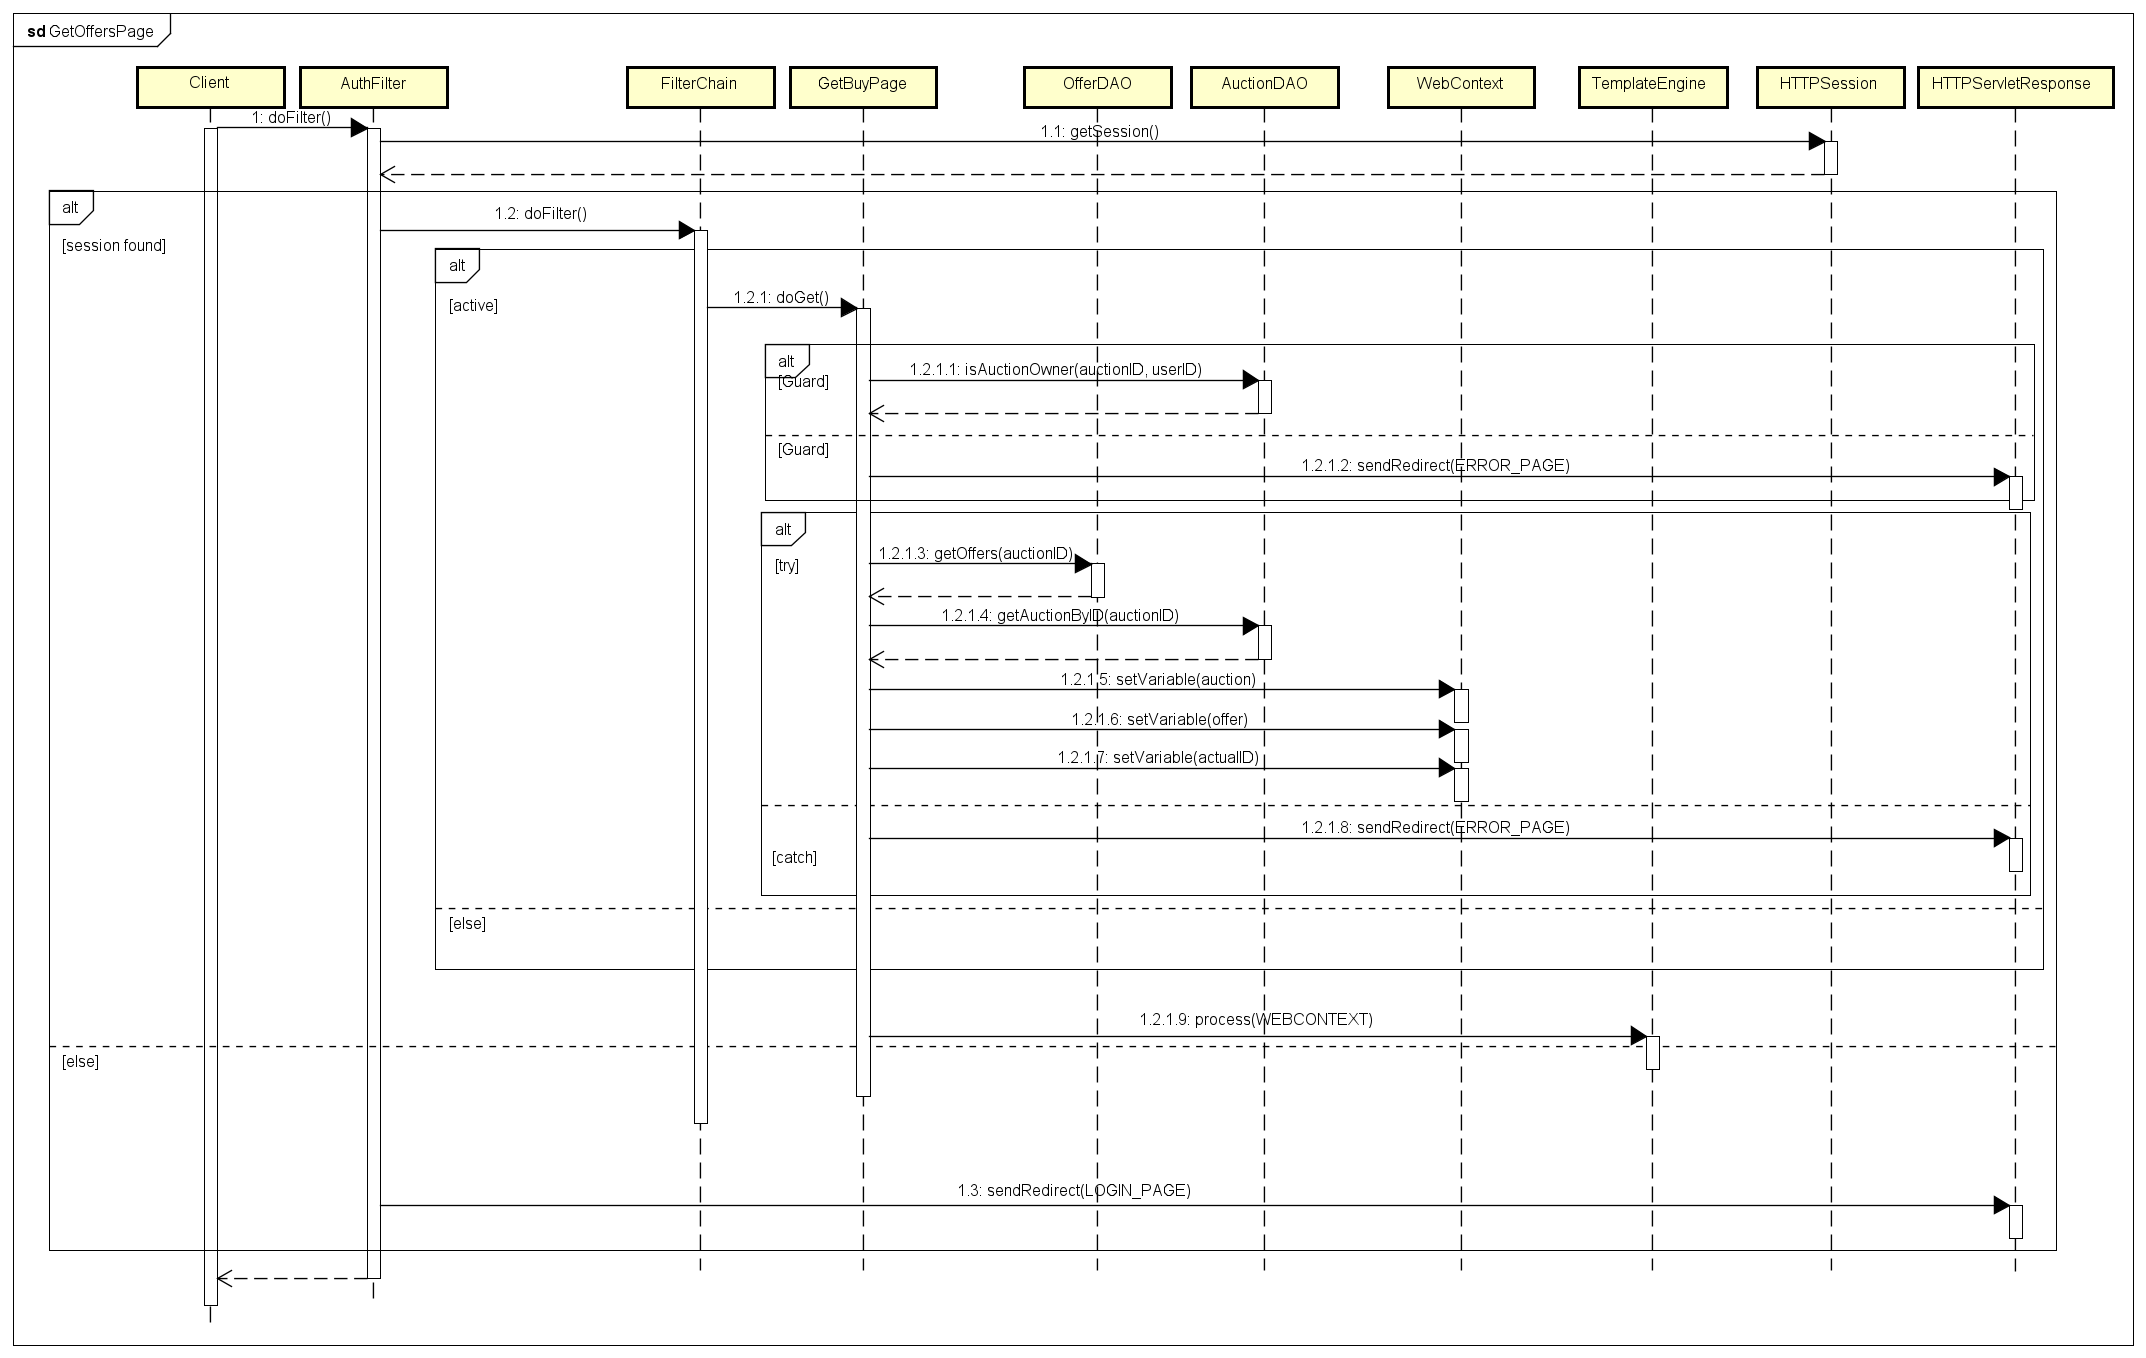 sd GetOffersPage
Client
AuthFilter
FilterChain
GetBuyPage
OfferDAO
AuctionDAO
WebContext
TemplateEngine
HTTPSession
HTTPServletResponse
1: doFilter()
1.1: getSession()
alt
1.2: doFilter()
[session found]
alt
1.2.1: doGet()
[active]
alt
1.2.1.1: isAuctionOwner(auctionID, userID)
[Guard]
[Guard]
1.2.1.2: sendRedirect(ERROR_PAGE)
alt
1.2.1.3: getOffers(auctionID)
[try]
1.2.1.4: getAuctionByID(auctionID)
1.2.1.5: setVariable(auction)
1.2.1.6: setVariable(offer)
1.2.1.7: setVariable(actualID)
1.2.1.8: sendRedirect(ERROR_PAGE)
[catch]
[else]
1.2.1.9: process(WEBCONTEXT)
[else]
1.3: sendRedirect(LOGIN_PAGE)